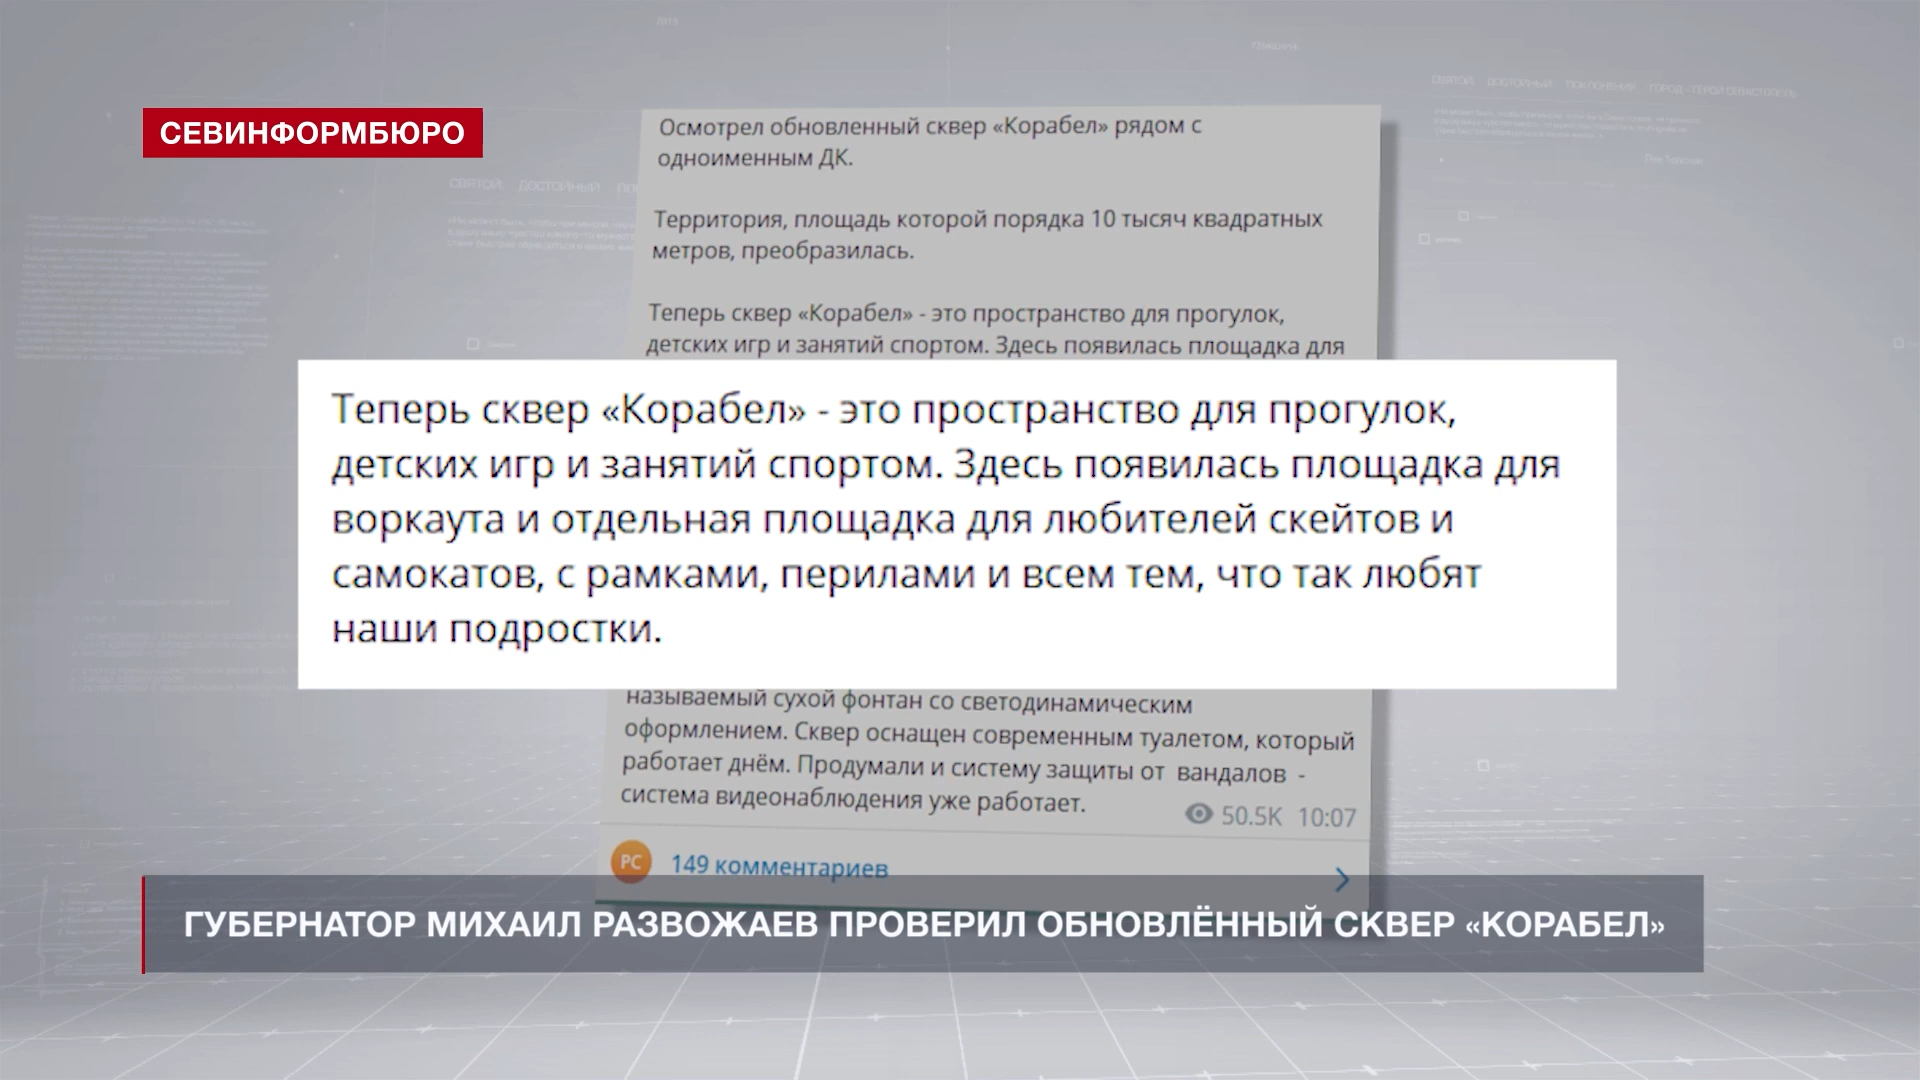 СЕВИНФОРМБЮРО
Осмотрел обновленный сквер «Корабел» рядом с
одноименным ДК.
Территория, площадь которой порядка 10 тысяч квадратных
метров, преобразилась.
Теперь сквер «Корабел» - это пространство для прогулок,
детских игр и занятий спортом. Здесь появилась площадка для
Теперь сквер «Корабел» - это пространство для прогулок,
детских игр и занятий спортом. Здесь появилась площадка для
воркаута и отдельная площадка для любителей скейтов и
самокатов, с рамками, перилами и всем тем, что так любят
наши подростки.
называемый сухой фонтан со светодинамическим
оформлением. Сквер оснащен современным туалетом, который
работает днём. Продумали и систему защиты от вандалов -
система видеонаблюдения уже работает.
50.5K 10:07
РС 149 комментариев
ГУБЕРНАТОР МИХАИЛ РАЗВОЖАЕВ ПРОВЕРИЛ ОБНОВЛЁННЫЙ СКВЕР «КОРАБЕЛ»